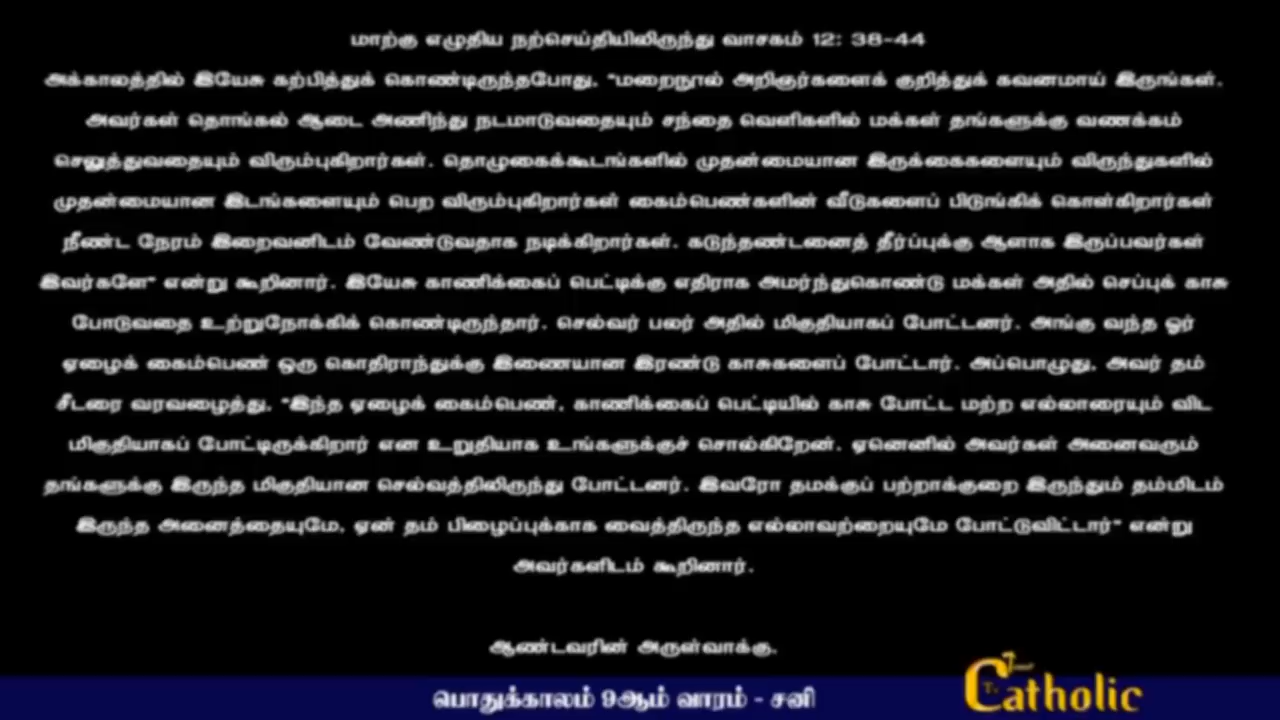 மாற்கு எழுதிய நற்செய்தியிலிருந்து வாசகம் 12: 38-44
அக்காலத்தில் இயேசு கற்பித்துக் கொண்டிருந்தபோது, "மறைநூல் அறிஞர்களைக் குறித்துக் கவனமாய் இருங்கள்.
அவர்கள் தொங்கல் ஆடை அணிந்து நடமாடுவதையும் சந்தை வெளிகளில் மக்கள் தங்களுக்கு வணக்கம்
செலுத்துவதையும் விரும்புகிறார்கள். தொழுகைக்கூடங்களில் முதன்மையான இருக்கைகளையும் விருந்துகளில்
முதன்மையான இடங்களையும் பெற விரும்புகிறார்கள் கைம்பெண்களின் வீடுகளைப் பிடுங்கிக் கொள்கிறார்கள்
நீண்ட நேரம் இறைவனிடம் வேண்டுவதாக நடிக்கிறார்கள். கடுந்தண்டனைத் தீர்ப்புக்கு ஆளாக இருப்பவர்கள்
இவர்களே" என்று கூறினார். இயேசு காணிக்கைப் பெட்டிக்கு எதிராக அமர்ந்துகொண்டு மக்கள் அதில் செப்புக் காசு
போடுவதை உற்றுநோக்கிக் கொண்டிருந்தார். செல்வர் பலர் அதில் மிகுதியாகப் போட்டனர். அங்கு வந்த ஓர்
ஏழைக் கைம்பெண் ஒரு கொதிராந்துக்கு இணையான இரண்டு காசுகளைப் போட்டார். அப்பொழுது, அவர் தம்
சீடரை வரவழைத்து, "இந்த ஏழைக் கைம்பெண், காணிக்கைப் பெட்டியில் காசு போட்ட மற்ற எல்லாரையும் விட
மிகுதியாகப் போட்டிருக்கிறார் என உறுதியாக உங்களுக்குச் சொல்கிறேன். ஏனெனில் அவர்கள் அனைவரும்
தங்களுக்கு இருந்த மிகுதியான செல்வத்திலிருந்து போட்டனர். இவரோ தமக்குப் பற்றாக்குறை இருந்தும் தம்மிடம்
இருந்த அனைத்தையுமே, ஏன் தம் பிழைப்புக்காக வைத்திருந்த எல்லாவற்றையுமே போட்டுவிட்டார்" என்று
அவர்களிடம் கூறினார்.
ஆண்டவரின் அருள்வாக்கு.
பொதுக்காலம் 9ஆம் வாரம் - சனி
Catholic